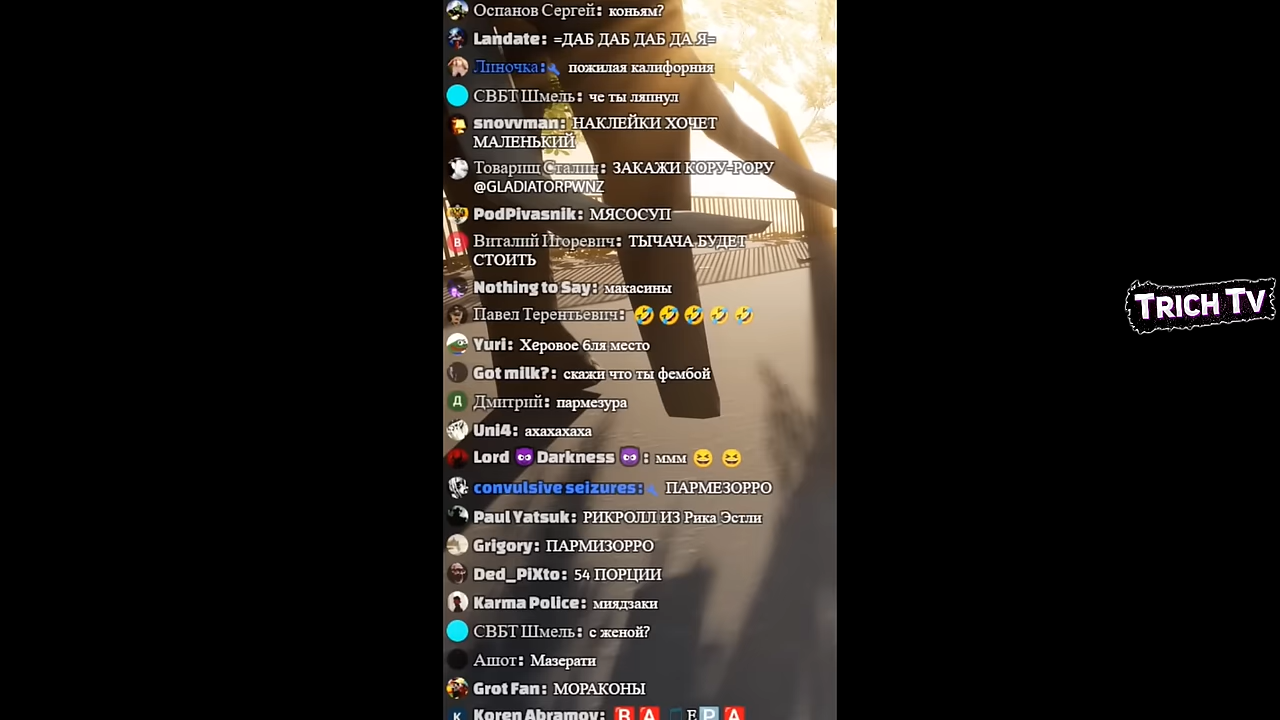 Оспанов Сергей: коньям?
Landate: =ДАБ ДАБ ДАБ ДА Я=
Линочка: пожилая калифорния
СВБТ Шмель: че ты ляпнул
snovvman: НАКЛЕЙКИ ХОЧЕТ
МАЛЕНЬКИЙ
Товарищ Сталин: ЗАКАЖИ КОРУ-РОРУ
@GLADIATORPWNZ
PodPivasnik: МЯСОСУП
В Виталий Игоревич: ТЫЧАЧА БУДЕТ
СТОИТЬ
Nothing to Say: макасины
Павел Терентьевич: 🤣🤣🤣🤣🤣
Yuri: Херовое бля место
Got milk?: скажи что ты фембой
Д Дмитрий: пармезура
Uni4: ахахахаха
Lord 😈Darkness 😈: ммм 😆 😆
convulsive seizures: ПАРМЕЗОРРО
Paul Yatsuk: РИКРОЛЛ ИЗ Рика Эстли
Grigory: ПАРМИЗОРРО
Ded_PiXto: 54 ПОРЦИИ
Karma Police: миядзаки
СВБТ Шмель: с женой?
Ашот: Мазерати
Grot Fan: МОРАКОНЫ
K Koren Abramov: 🅱🅰🎵Е🅿🅰
TRICH TV